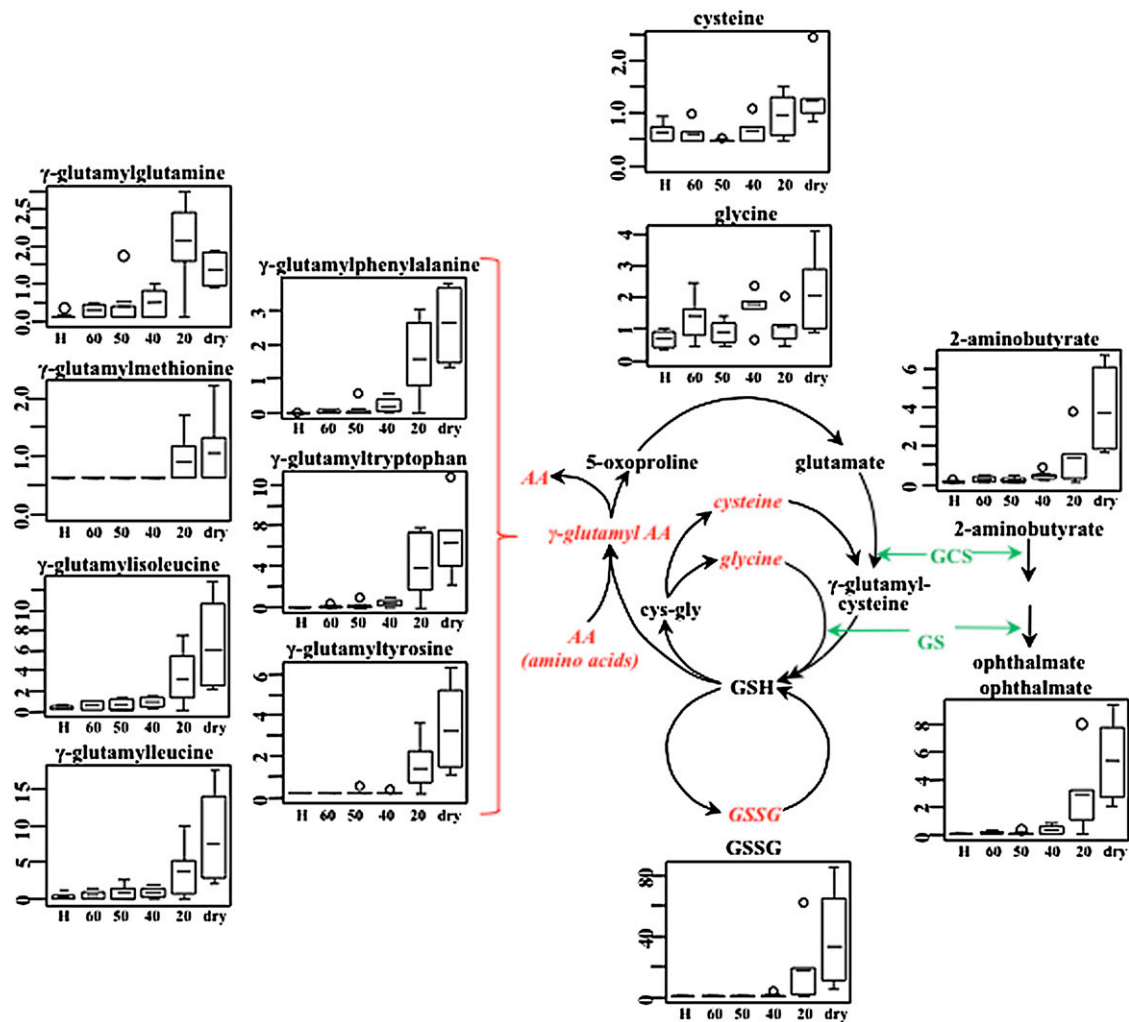 cysteine
2.0
1.0
0.0
H 60 50 40 20 dry
glycine
4
3
2
1
0
H 60 50 40 20 dry
γ-glutamylglutamine
2.5
2.0
1.0
0.0
H 60 50 40 20 dry
γ-glutamylmethionine
2.0
1.0
0.0
H 60 50 40 20 dry
γ-glutamylisoleucine
10
8
6
4
2
0
H 60 50 40 20 dry
γ-glutamylleucine
15
10
5
0
H 60 50 40 20 dry
γ-glutamylphenylalanine
3
2
1
0
H 60 50 40 20 dry
γ-glutamyltryptophan
10
8
4
0
H 60 50 40 20 dry
γ-glutamyltyrosine
6
4
2
0
H 60 50 40 20 dry
5-oxoproline
glutamate
AA
cysteine
γ-glutamyl AA
glycine
cys-gly
γ-glutamyl-
cysteine
AA
(amino acids)
GSH
GSSG
GCS
GS
2-aminobutyrate
6
4
2
0
H 60 50 40 20 dry
2-aminobutyrate
ophthalmate
ophthalmate
8
6
4
2
0
H 60 50 40 20 dry
GSSG
80
40
0
H 60 50 40 20 dry